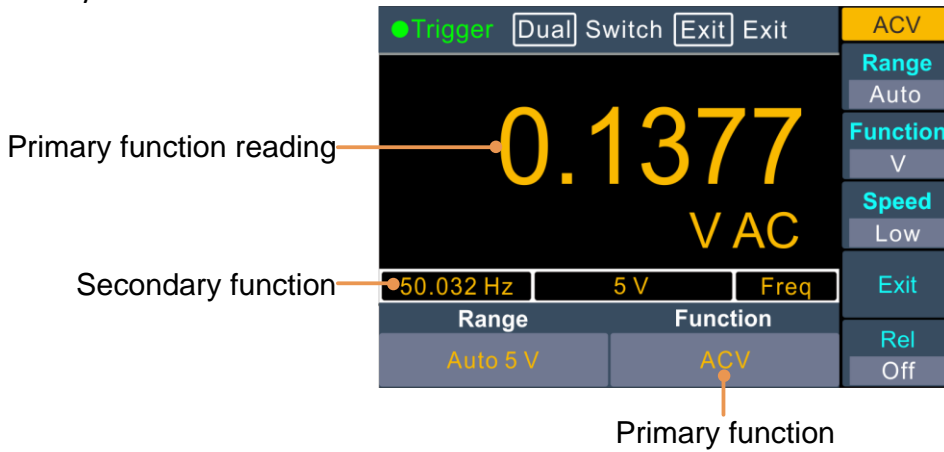 ●Trigger Dual Switch Exit Exit
ACV
Range
Auto
Function
V
Speed
Low
Exit
Rel
Off
Primary function reading
0.1377
V AC
Secondary function
50.032 Hz 5 V Freq
Range Function
Auto 5 V ACV
Primary function